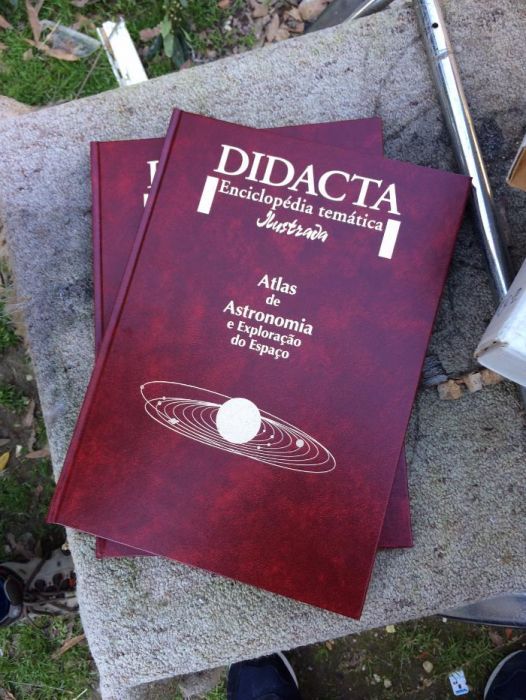 DIDACTA
Enciclopédia temática
Ilustrada
Atlas
de
Astronomia
e Exploração
do Espaço